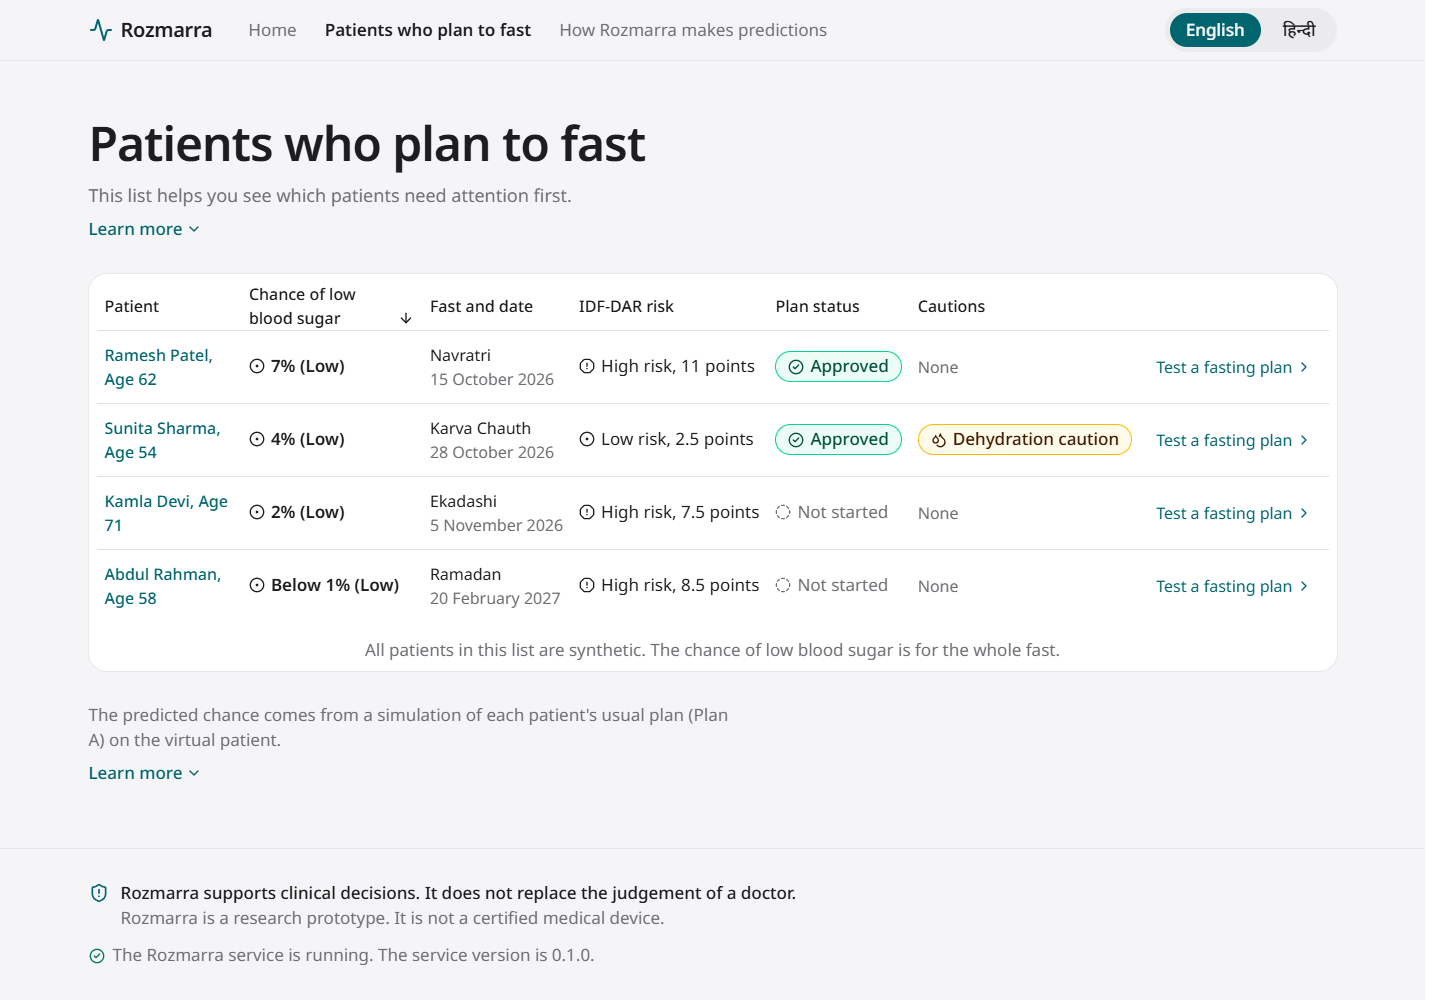 Rozmarra
Home
Patients who plan to fast
How Rozmarra makes predictions
English
हिन्दी
Patients who plan to fast
This list helps you see which patients need attention first.
Learn more
Patient
Chance of low
blood sugar
Fast and date
IDF-DAR risk
Plan status
Cautions
Ramesh Patel,
Age 62
7% (Low)
Navratri
15 October 2026
High risk, 11 points
Approved
None
Test a fasting plan
Sunita Sharma,
Age 54
4% (Low)
Karva Chauth
28 October 2026
Low risk, 2.5 points
Approved
Dehydration caution
Test a fasting plan
Kamla Devi, Age
71
2% (Low)
Ekadashi
5 November 2026
High risk, 7.5 points
Not started
None
Test a fasting plan
Abdul Rahman,
Age 58
Below 1% (Low)
Ramadan
20 February 2027
High risk, 8.5 points
Not started
None
Test a fasting plan
All patients in this list are synthetic. The chance of low blood sugar is for the whole fast.
The predicted chance comes from a simulation of each patient's usual plan (Plan
A) on the virtual patient.
Learn more
Rozmarra supports clinical decisions. It does not replace the judgement of a doctor.
Rozmarra is a research prototype. It is not a certified medical device.
The Rozmarra service is running. The service version is 0.1.0.